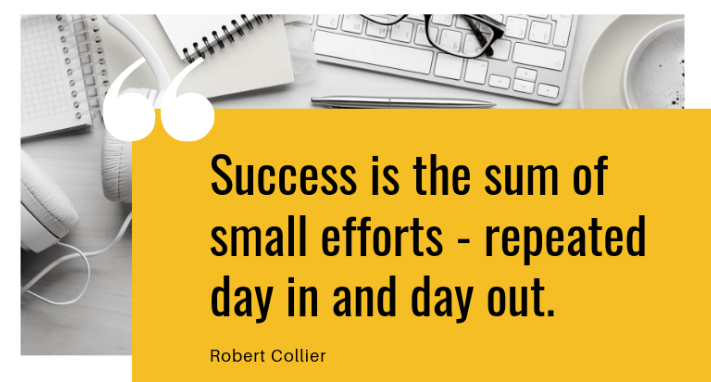 Success is the sum of
small efforts - repeated
day in and day out.
Robert Collier